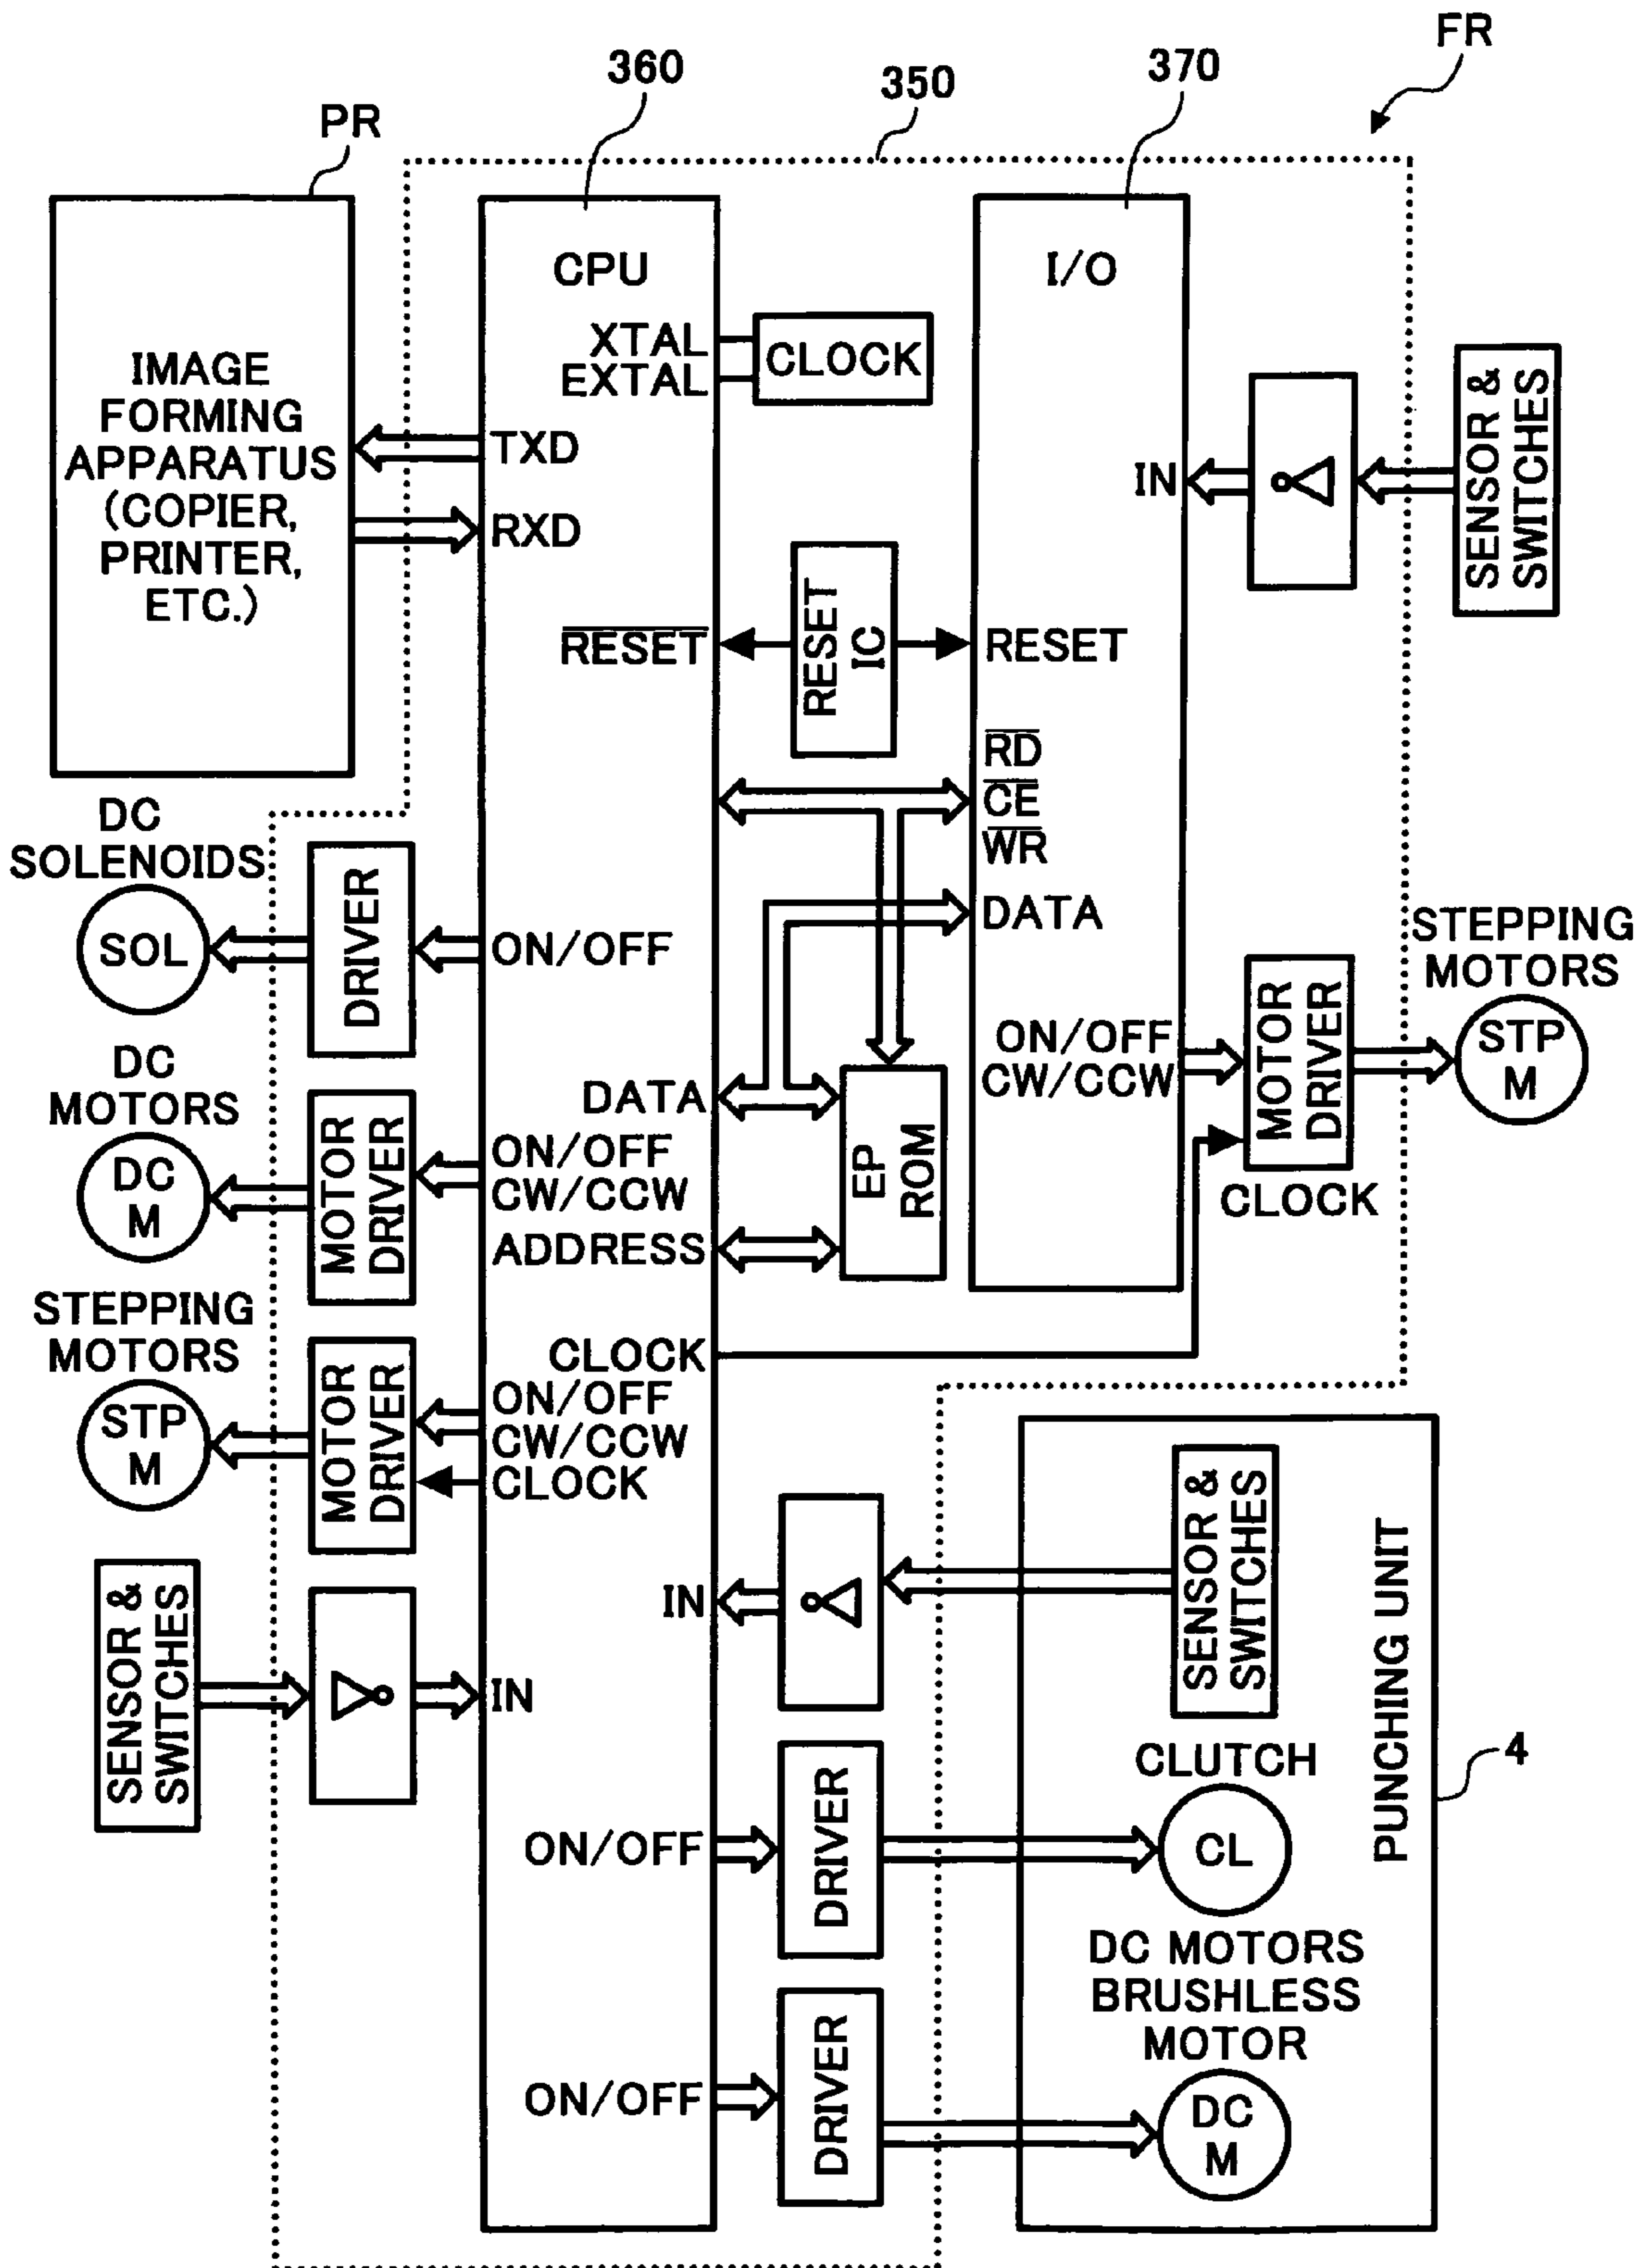 FR
360
350
370
PR
CPU
I/O
XTAL
EXTAL
CLOCK
IMAGE
FORMING
APPARATUS
(COPIER,
PRINTER,
ETC.)
TXD
RXD
IN
SENSOR &
SWITCHES
RESET
RESET
IC
RESET
RD
CE
WR
DC
SOLENOIDS
SOL
DRIVER
ON/OFF
DATA
STEPPING
MOTORS
STP
M
MOTOR
DRIVER
ON/OFF
CW/CCW
CLOCK
DC
MOTORS
DC
M
MOTOR
DRIVER
DATA
ON/OFF
CW/CCW
ADDRESS
EP
ROM
STEPPING
MOTORS
STP
M
MOTOR
DRIVER
CLOCK
ON/OFF
CW/CCW
CLOCK
SENSOR &
SWITCHES
IN
IN
SENSOR &
SWITCHES
PUNCHING UNIT
4
CLUTCH
CL
ON/OFF
DRIVER
DC MOTORS
BRUSHLESS
MOTOR
DC
M
ON/OFF
DRIVER